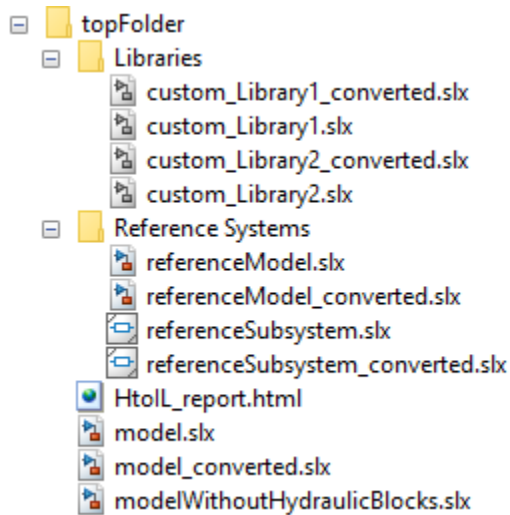 topFolder
Libraries
custom_Library1_converted.slx
custom_Library1.slx
custom_Library2_converted.slx
custom_Library2.slx
Reference Systems
referenceModel.slx
referenceModel_converted.slx
referenceSubsystem.slx
referenceSubsystem_converted.slx
HtoIL_report.html
model.slx
model_converted.slx
modelWithoutHydraulicBlocks.slx